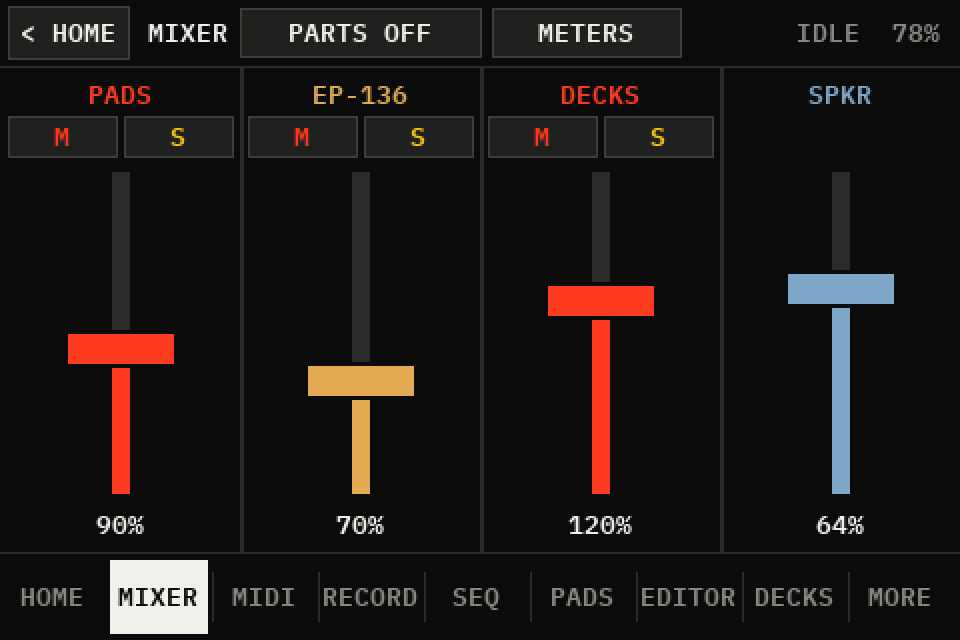 < HOME MIXER PARTS OFF METERS IDLE 78%
PADS EP-136 DECKS SPKR
M S M S M S
90% 70% 120% 64%
HOME MIXER MIDI RECORD SEQ PADS EDITOR DECKS MORE